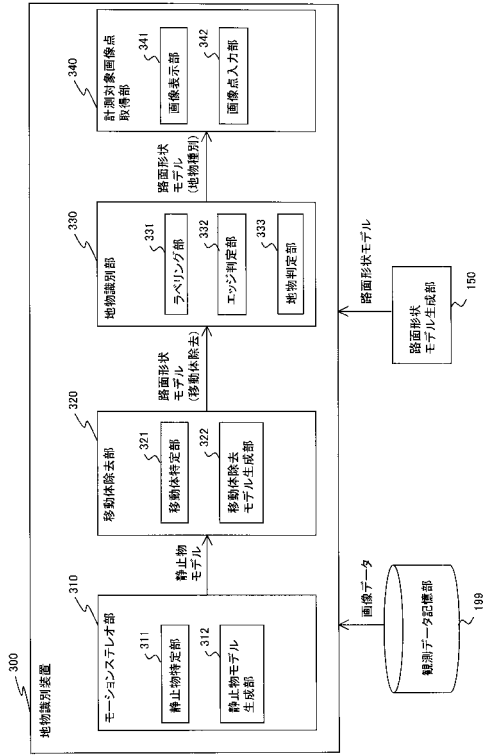 300
地物識別装置
310
モーションステレオ部
311
静止物特定部
312
静止物モデル
生成部
静止物
モデル
320
移動体除去部
321
移動体特定部
322
移動体除去
モデル生成部
路面形状
モデル
(移動体除去)
330
地物識別部
331
ラベリング部
332
エッジ判定部
333
地物判定部
路面形状
モデル
(地物種別)
340
計測対象画像点
取得部
341
画像表示部
342
画像点入力部
画像データ
観測データ記憶部
199
路面形状モデル
路面形状
モデル生成部
150